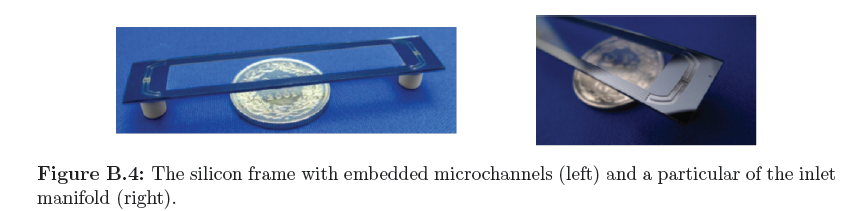 Figure B.4: The silicon frame with embedded microchannels (left) and a particular of the inlet
manifold (right).